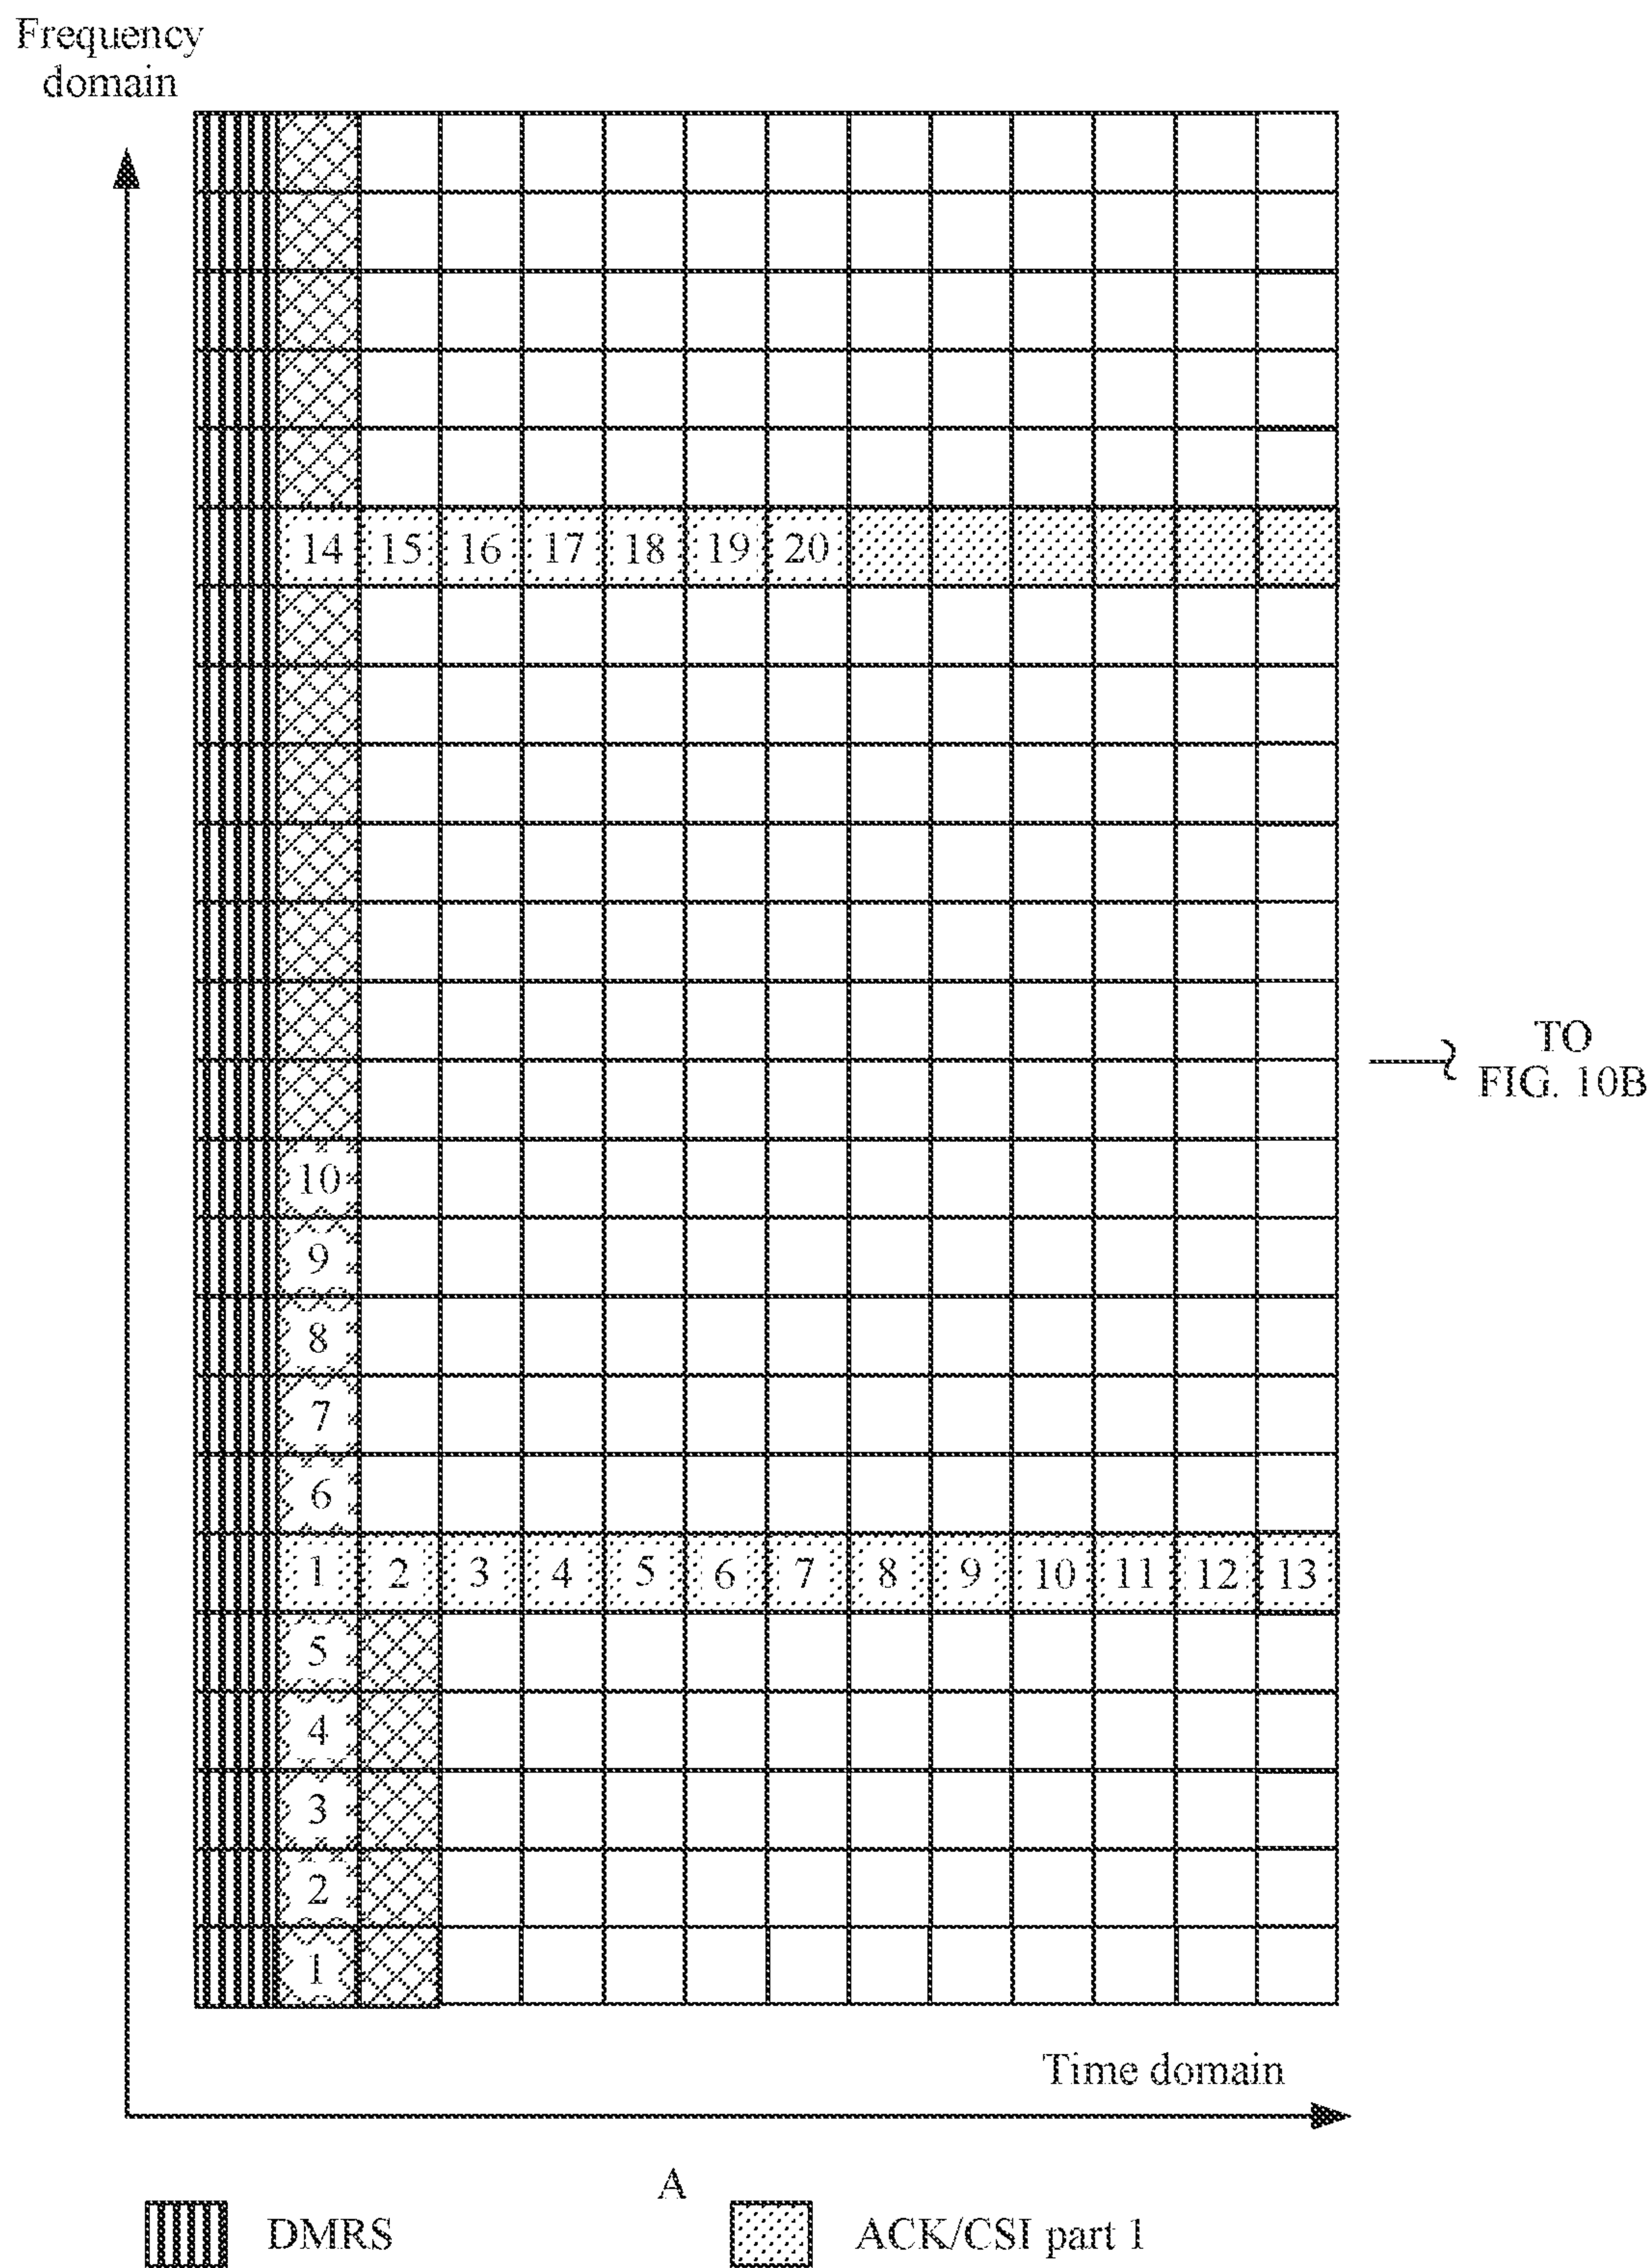 Frequency
domain
14 15 16 17 18 19 20
TO
FIG. 10B
10
9
8
7
6
1 2 3 4 5 6 7 8 9 10 11 12 13
5
4
3
2
1
Time domain
A
DMRS
ACK/CSI part 1